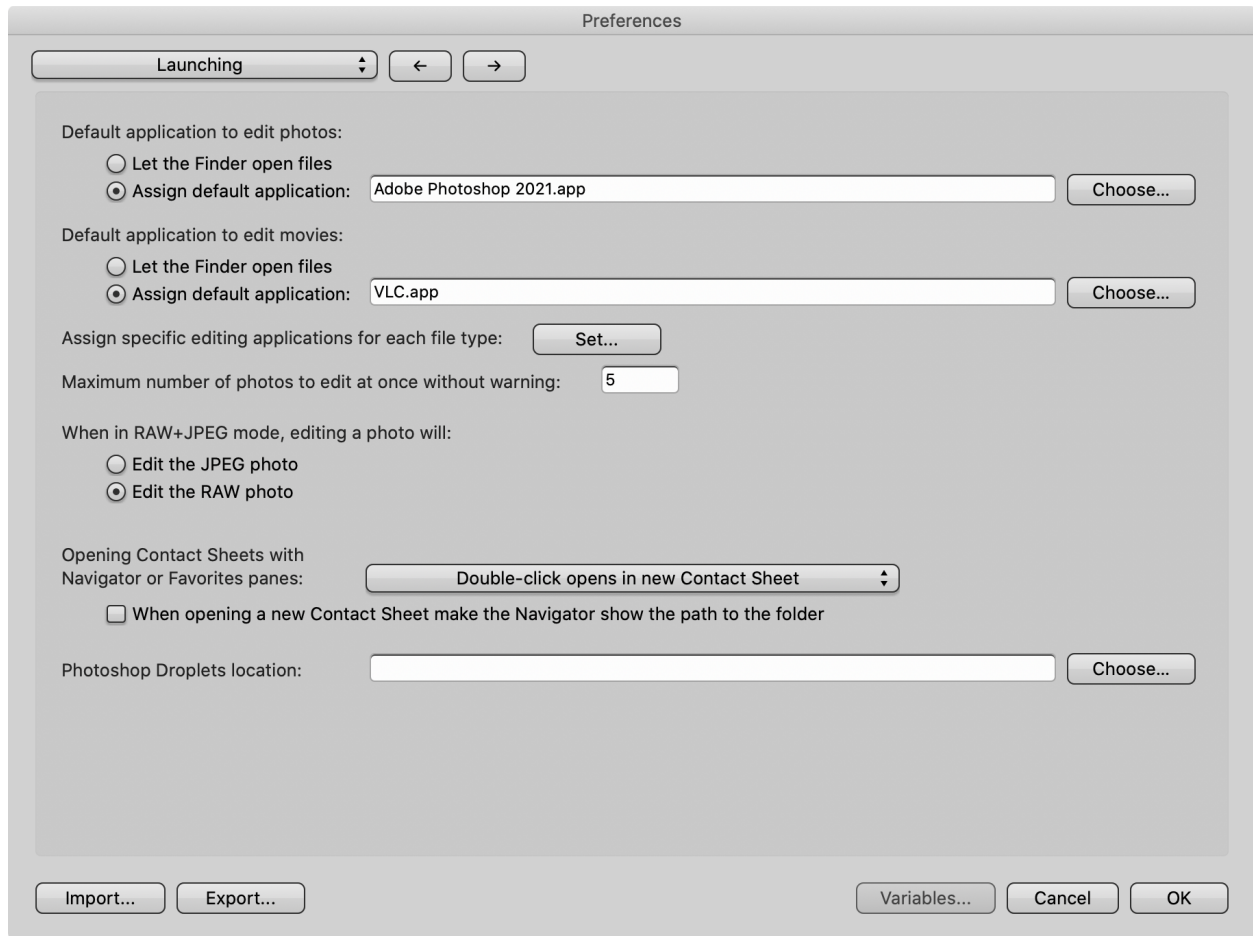 Preferences
Launching
← →
Default application to edit photos:
Let the Finder open files
Assign default application: Adobe Photoshop 2021.app Choose...
Default application to edit movies:
Let the Finder open files
Assign default application: VLC.app Choose...
Assign specific editing applications for each file type: Set...
Maximum number of photos to edit at once without warning: 5
When in RAW+JPEG mode, editing a photo will:
Edit the JPEG photo
Edit the RAW photo
Opening Contact Sheets with
Navigator or Favorites panes: Double-click opens in new Contact Sheet
When opening a new Contact Sheet make the Navigator show the path to the folder
Photoshop Droplets location: Choose...
Import... Export... Variables... Cancel OK